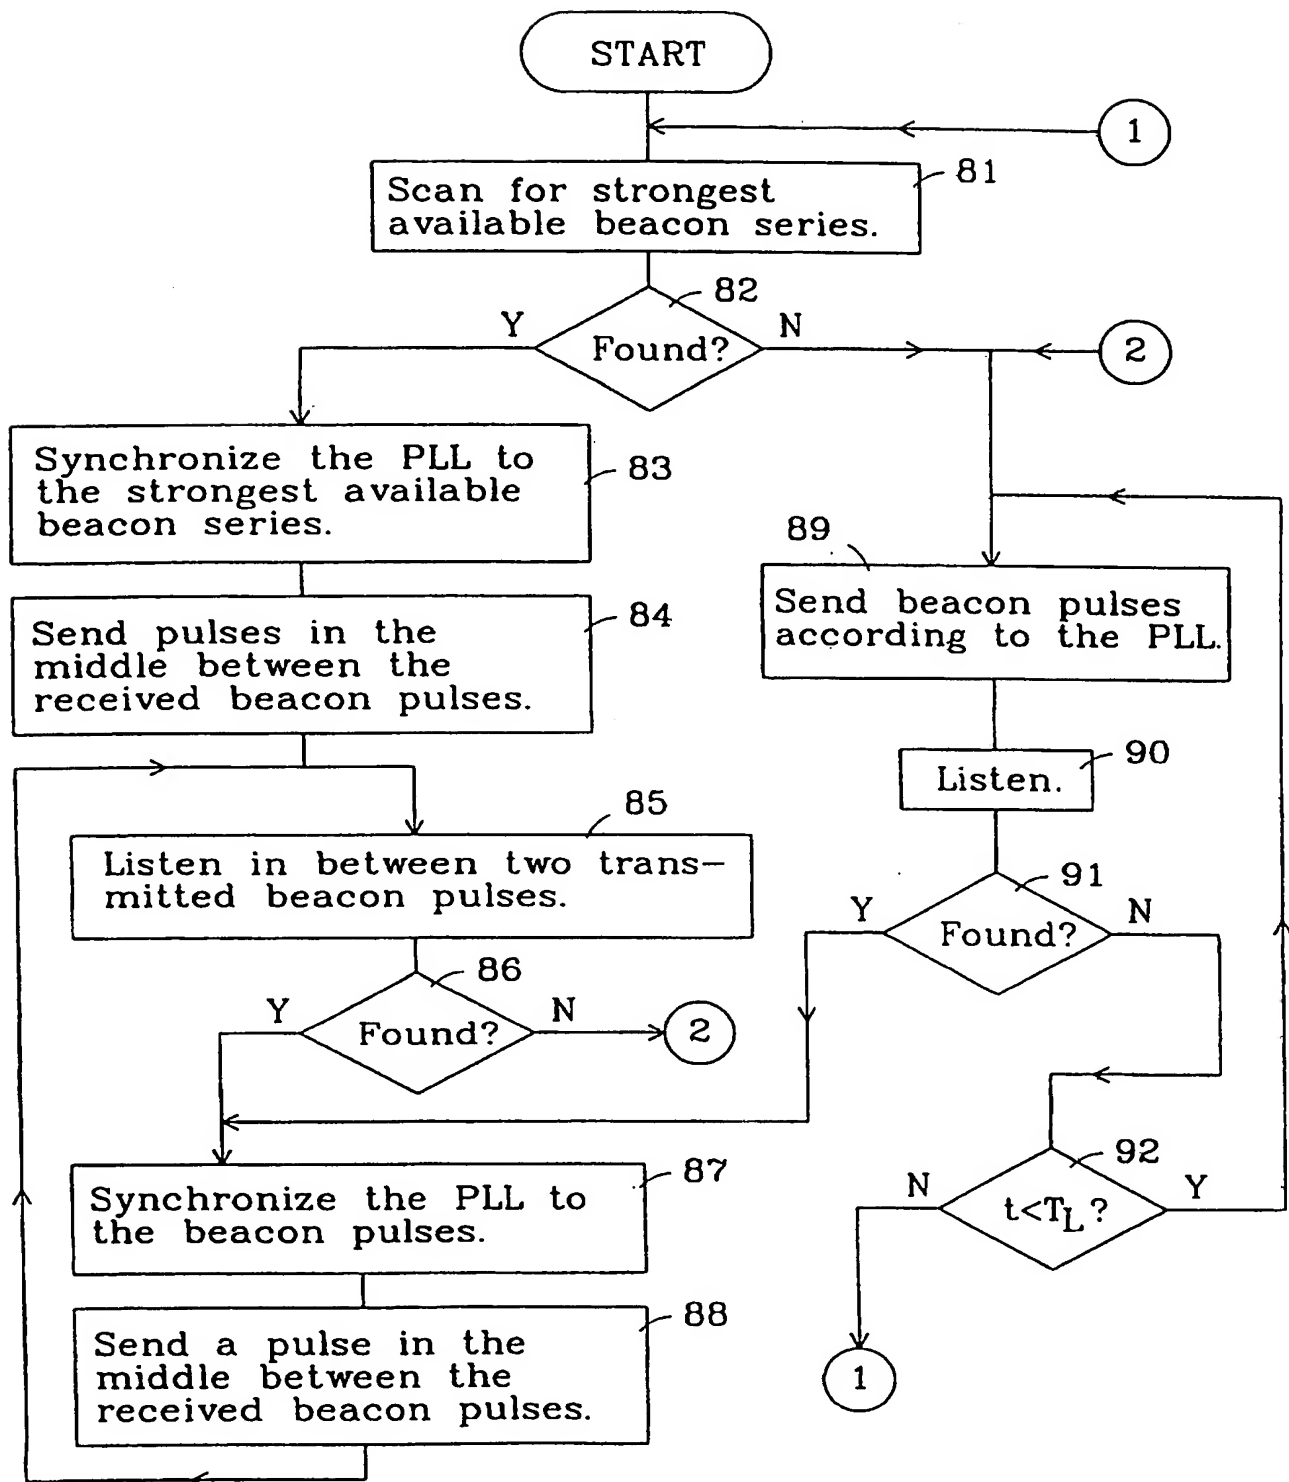 START
1
81
Scan for strongest
available beacon series.
82
Y
Found?
N
2
Synchronize the PLL to
the strongest available
beacon series.
83
89
Send beacon pulses
according to the PLL.
Send pulses in the
middle between the
received beacon pulses.
84
90
Listen.
85
Listen in between two trans-
mitted beacon pulses.
91
Y
Found?
N
86
Y
Found?
N
2
87
Synchronize the PLL to
the beacon pulses.
92
N
t<TL?
Y
88
Send a pulse in the
middle between the
received beacon pulses.
1